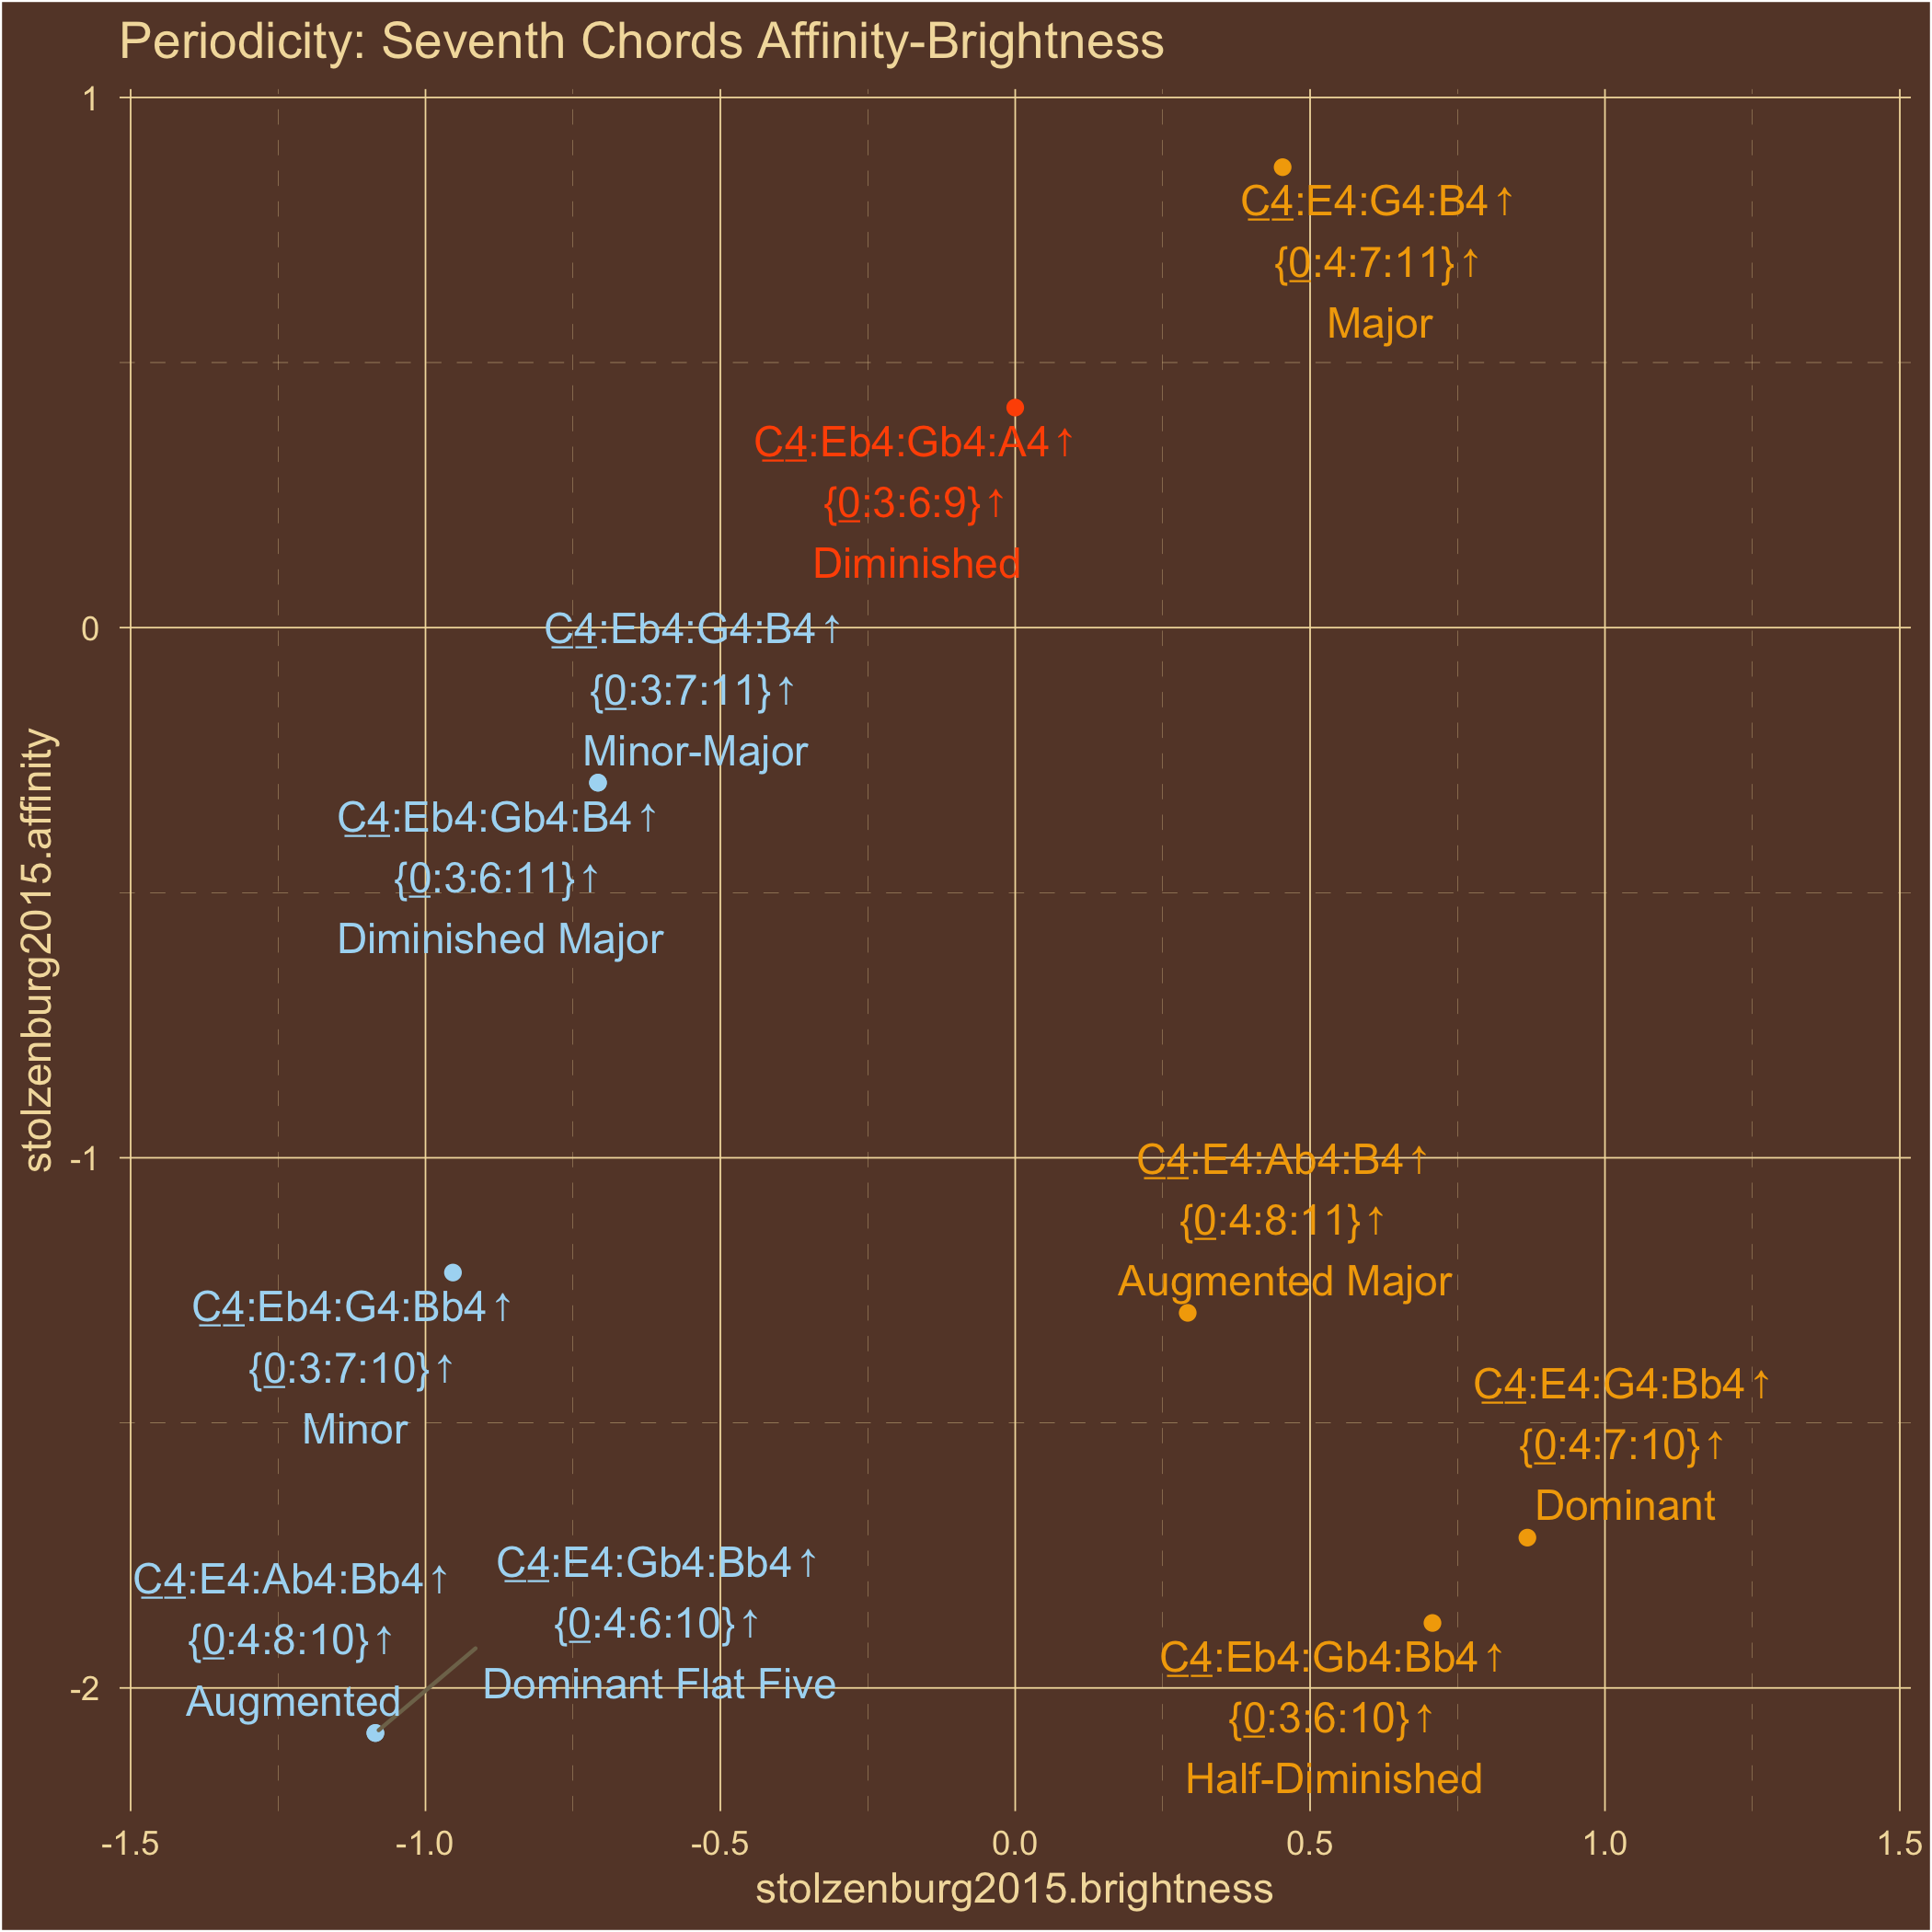 Periodicity: Seventh Chords Affinity-Brightness
1
C4:E4:G4:B4↑
{0:4:7:11}↑
Major
C4:Eb4:Gb4:A4↑
{0:3:6:9}↑
Diminished
0
C4:Eb4:G4:B4↑
{0:3:7:11}↑
Minor-Major
C4:Eb4:Gb4:B4↑
{0:3:6:11}↑
Diminished Major
stolzenburg2015.affinity
-1
C4:E4:Ab4:B4↑
{0:4:8:11}↑
Augmented Major
C4:Eb4:G4:Bb4↑
{0:3:7:10}↑
Minor
C4:E4:G4:Bb4↑
{0:4:7:10}↑
Dominant
C4:E4:Ab4:Bb4↑
{0:4:8:10}↑
Augmented
C4:E4:Gb4:Bb4↑
{0:4:6:10}↑
Dominant Flat Five
C4:Eb4:Gb4:Bb4↑
{0:3:6:10}↑
Half-Diminished
-2
-1.5 -1.0 -0.5 0.0 0.5 1.0 1.5
stolzenburg2015.brightness